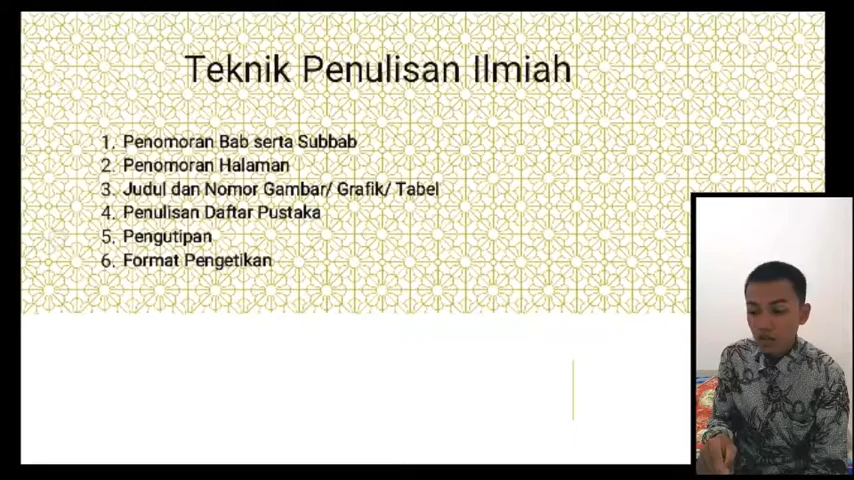 Teknik Penulisan Ilmiah
1. Penomoran Bab serta Subbab
2. Penomoran Halaman
3. Judul dan Nomor Gambar/ Grafik/ Tabel
4. Penulisan Daftar Pustaka
5. Pengutipan
6. Format Pengetikan